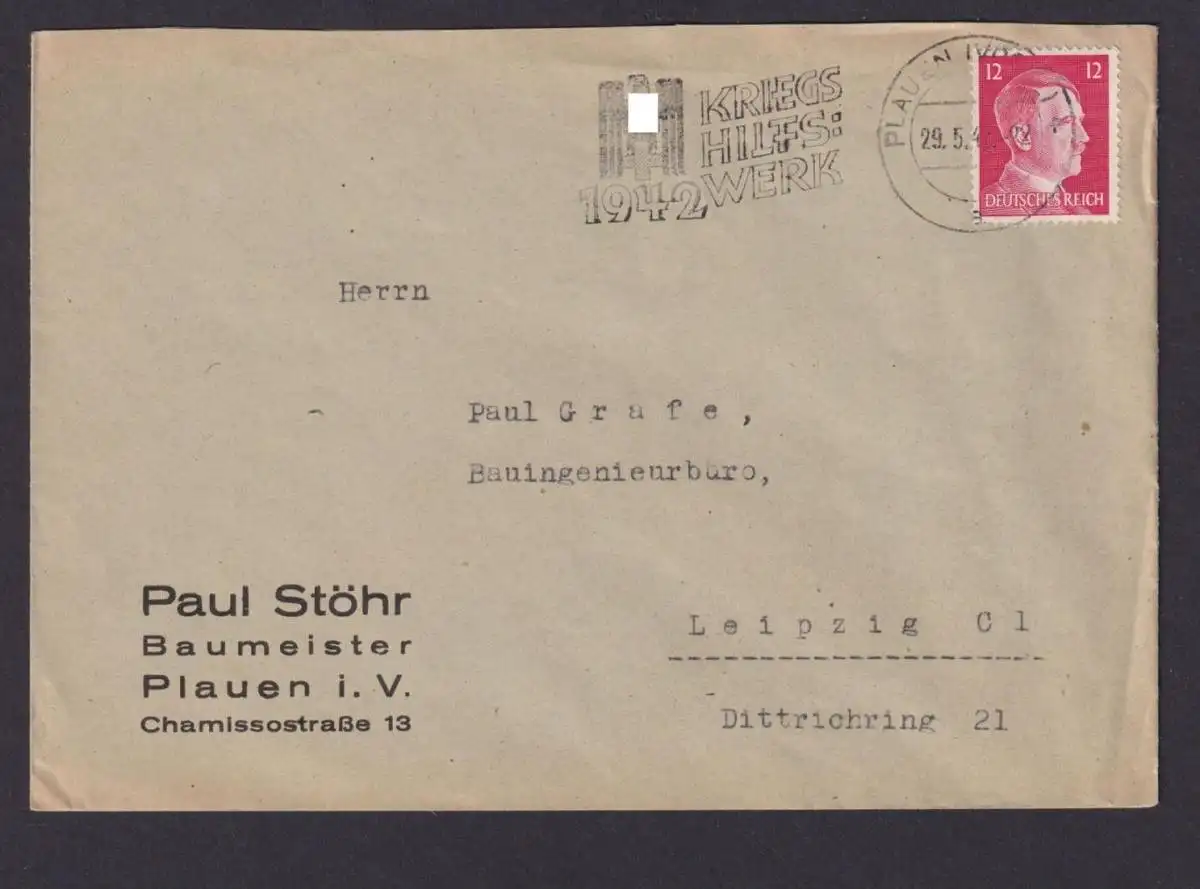 KRIEGS
HILFS:
1942 WERK
PLAUEN
29. 5.
12 12
DEUTSCHES REICH
Herrn
Paul Grafe,
Bauingenieurbüro,
Leipzig C1
Dittrichring 21
Paul Stöhr
Baumeister
Plauen i. V.
Chamissostraße 13